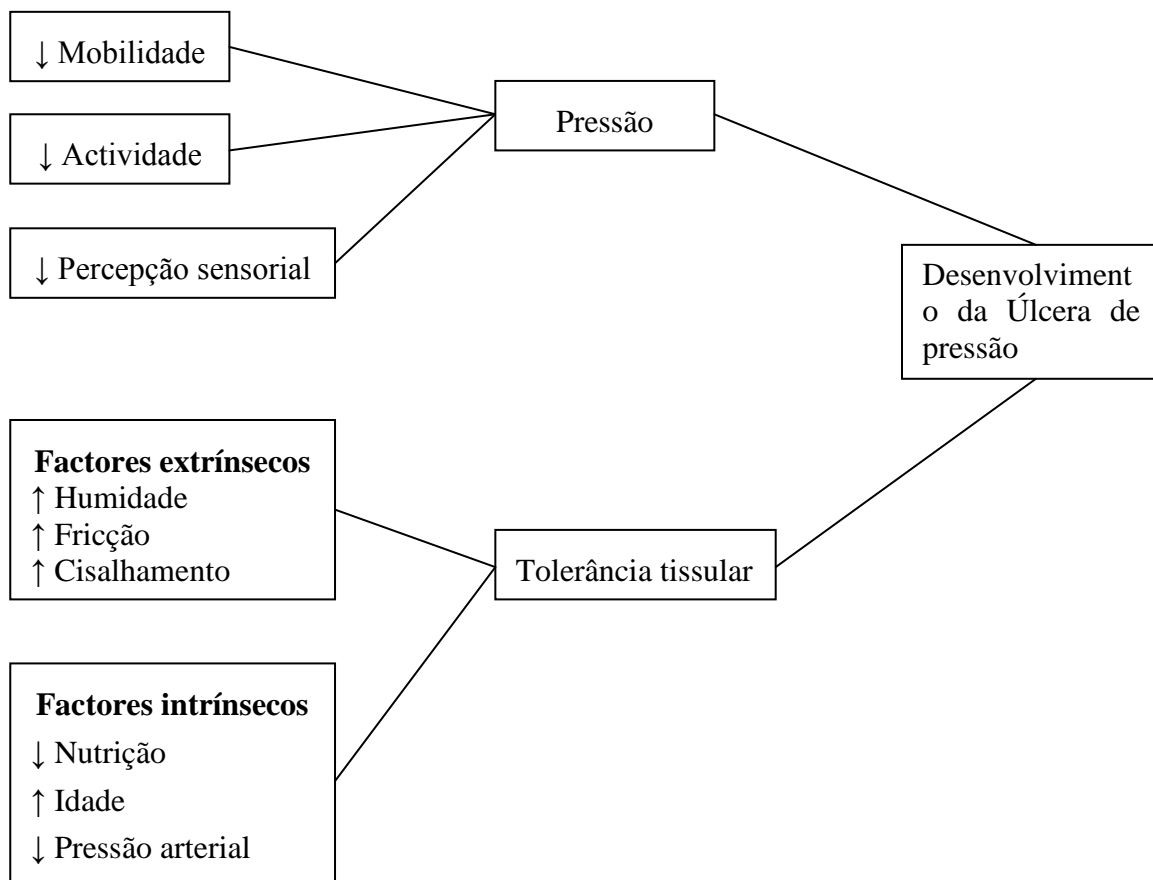 ↓ Mobilidade
Pressão
↓ Actividade
↓ Percepção sensorial
Desenvolviment
o da Úlcera de
pressão
Factores extrínsecos
↑ Humidade
↑ Fricção
↑ Cisalhamento
Tolerância tissular
Factores intrínsecos
↓ Nutrição
↑ Idade
↓ Pressão arterial